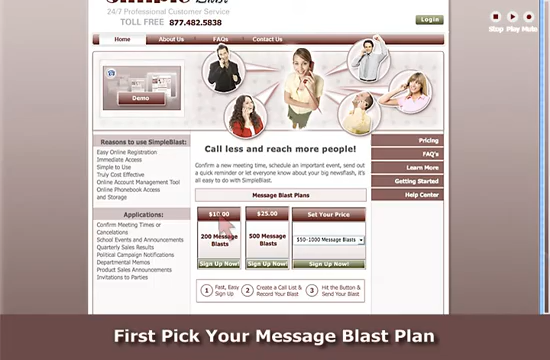 24/7 Professional Customer Service
TOLL FREE 877.482.5838
Login
Stop Play Mute
Home About Us FAQs Contact Us
Demo
Reasons to use SimpleBlast:
Easy Online Registration
Immediate Access
Simple to Use
Truly Cost Effective
Online Account Management Tool
Online Phonebook Access
and Storage
Applications:
Confirm Meeting Times or
Cancelations
School Events and Announcements
Quarterly Sales Results
Political Campaign Notifications
Departmental Memos
Product Sales Announcements
Invitations to Parties
Call less and reach more people!
Confirm a new meeting time, schedule an important event, send out
a quick reminder or let everyone know about your big newsflash, it's
all easy to do with SimpleBlast.
Message Blast Plans
$10.00
200 Message
Blasts
Sign Up Now!
$25.00
500 Message
Blasts
Sign Up Now!
Set Your Price
$50-1000 Message Blasts
Sign Up Now!
1 Fast, Easy
Sign Up
2 Create a Call List &
Record Your Blast
3 Hit the Button &
Send Your Blast
Pricing
FAQ's
Learn More
Getting Started
Help Center
First Pick Your Message Blast Plan